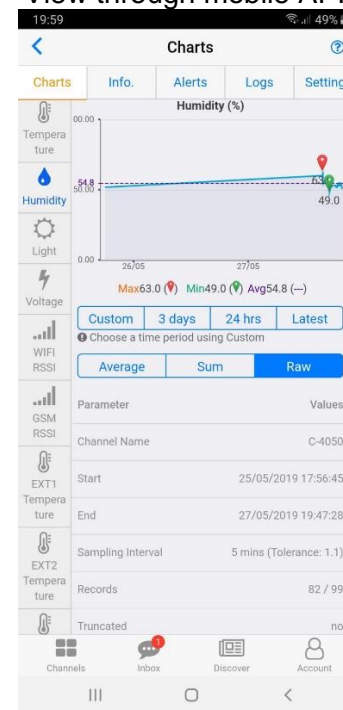 View through mobile API
19:59
49%
Charts
Charts Info. Alerts Logs Setting
Humidity (%)
Tempera
ture
Humidity
Light
Voltage
WIFI
RSSI
GSM
RSSI
EXT1
Tempera
ture
EXT2
Tempera
ture
00.00
54.8
50.00
0.00
63.0
49.0
26/05 27/05
Max63.0 ( ) Min49.0 ( ) Avg54.8 (---)
Custom 3 days 24 hrs Latest
Choose a time period using Custom
Average Sum Raw
Parameter Values
Channel Name C-4050
Start 25/05/2019 17:56:45
End 27/05/2019 19:47:28
Sampling Interval 5 mins (Tolerance: 1.1)
Records 82 / 99
Truncated no
1
Channels Inbox Discover Account